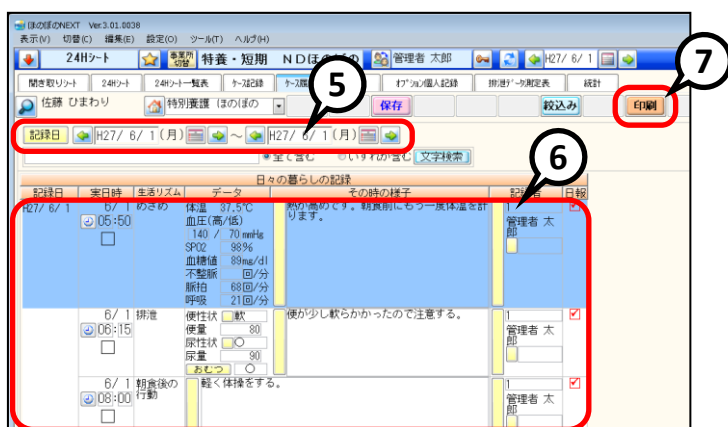 ほのぼのNEXT Ver.3.01.0038
表示(V) 切替(C) 編集(E) 設定(O) ツール(T) ヘルプ(H)
24Hシート 事業所切替 特養・短期 NDほのぼの 管理者 太郎 H27/ 6/ 1
聞き取りシート 24Hシート 24Hシート一覧表 ケース記録 オプション個人記録 排泄データ測定表 統計
佐藤 ひまわり 特別養護 (ほのぼの 保存 絞込み 印刷
5
7
記録日 H27/ 6/ 1(月) ～ H27/ 6/ 1(月)
全て含む いずれか含む 文字検索
6
日々の暮らしの記録
記録日 実日時 生活リズム データ その時の様子 記録者 日報
H27/ 6/ 1 6/ 1 めざめ 体温 37.5℃ 熱が高めです。朝食前にもう一度体温を計ります。 1
05:50 血圧(高/低) 管理者 太郎
140 / 70 mmHg
SPO2 98%
血糖値 89mg/dl
不整脈 回/分
脈拍 68回/分
呼吸 21回/分
6/ 1 排泄 便性状 軟 便が少し軟らかかったので注意する。 1
06:15 便量 80 管理者 太郎
尿性状 ○
尿量 90
おむつ ○
6/ 1 朝食後の行動 軽く体操をする。 1
08:00 管理者 太郎